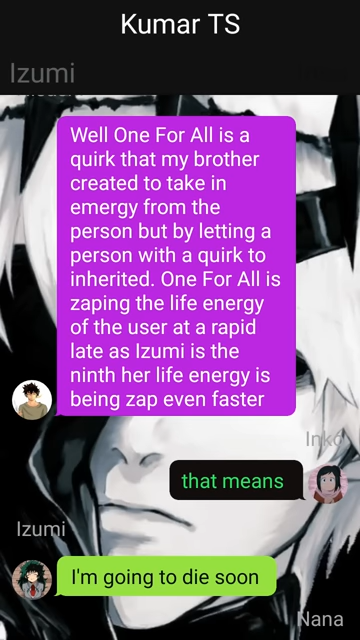 Kumar TS
Izumi
Well One For All is a
quirk that my brother
created to take in
emergy from the
person but by letting a
person with a quirk to
inherited. One For All is
zaping the life energy
of the user at a rapid
late as Izumi is the
ninth her life energy is
being zap even faster
Inko
that means
Izumi
I'm going to die soon
Nana